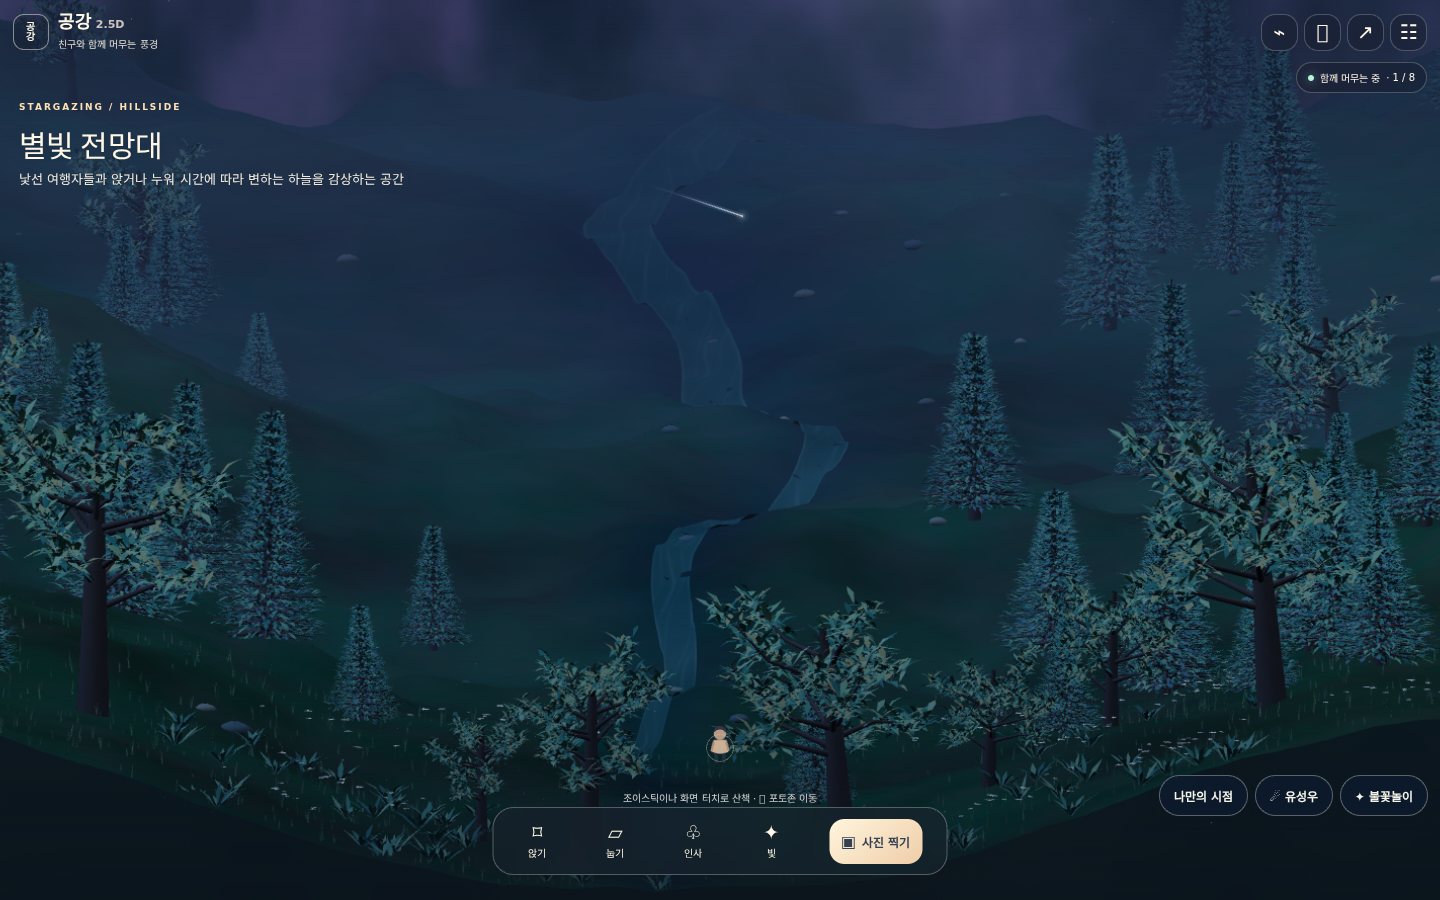 공강
공강 2.5D
친구와 함께 머무는 풍경
함께 머무는 중 · 1 / 8
STARGAZING / HILLSIDE
별빛 전망대
낯선 여행자들과 앉거나 누워 시간에 따라 변하는 하늘을 감상하는 공간
조이스틱이나 화면 터치로 산책 · 포토존 이동
앉기
눕기
인사
빛
사진 찍기
나만의 시점
유성우
불꽃놀이